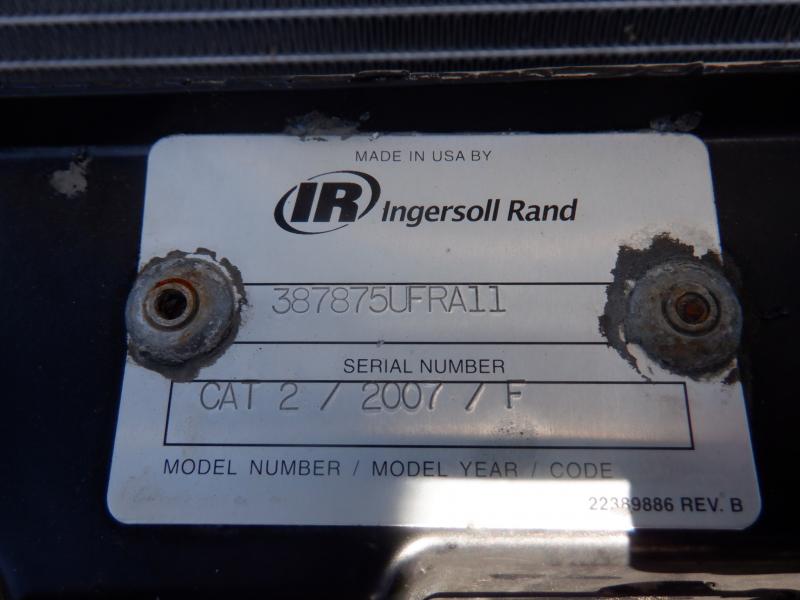 MADE IN USA BY
IR Ingersoll Rand
387875UFRA11
SERIAL NUMBER
CAT 2 / 2007 / F
MODEL NUMBER / MODEL YEAR / CODE
22389886 REV. B